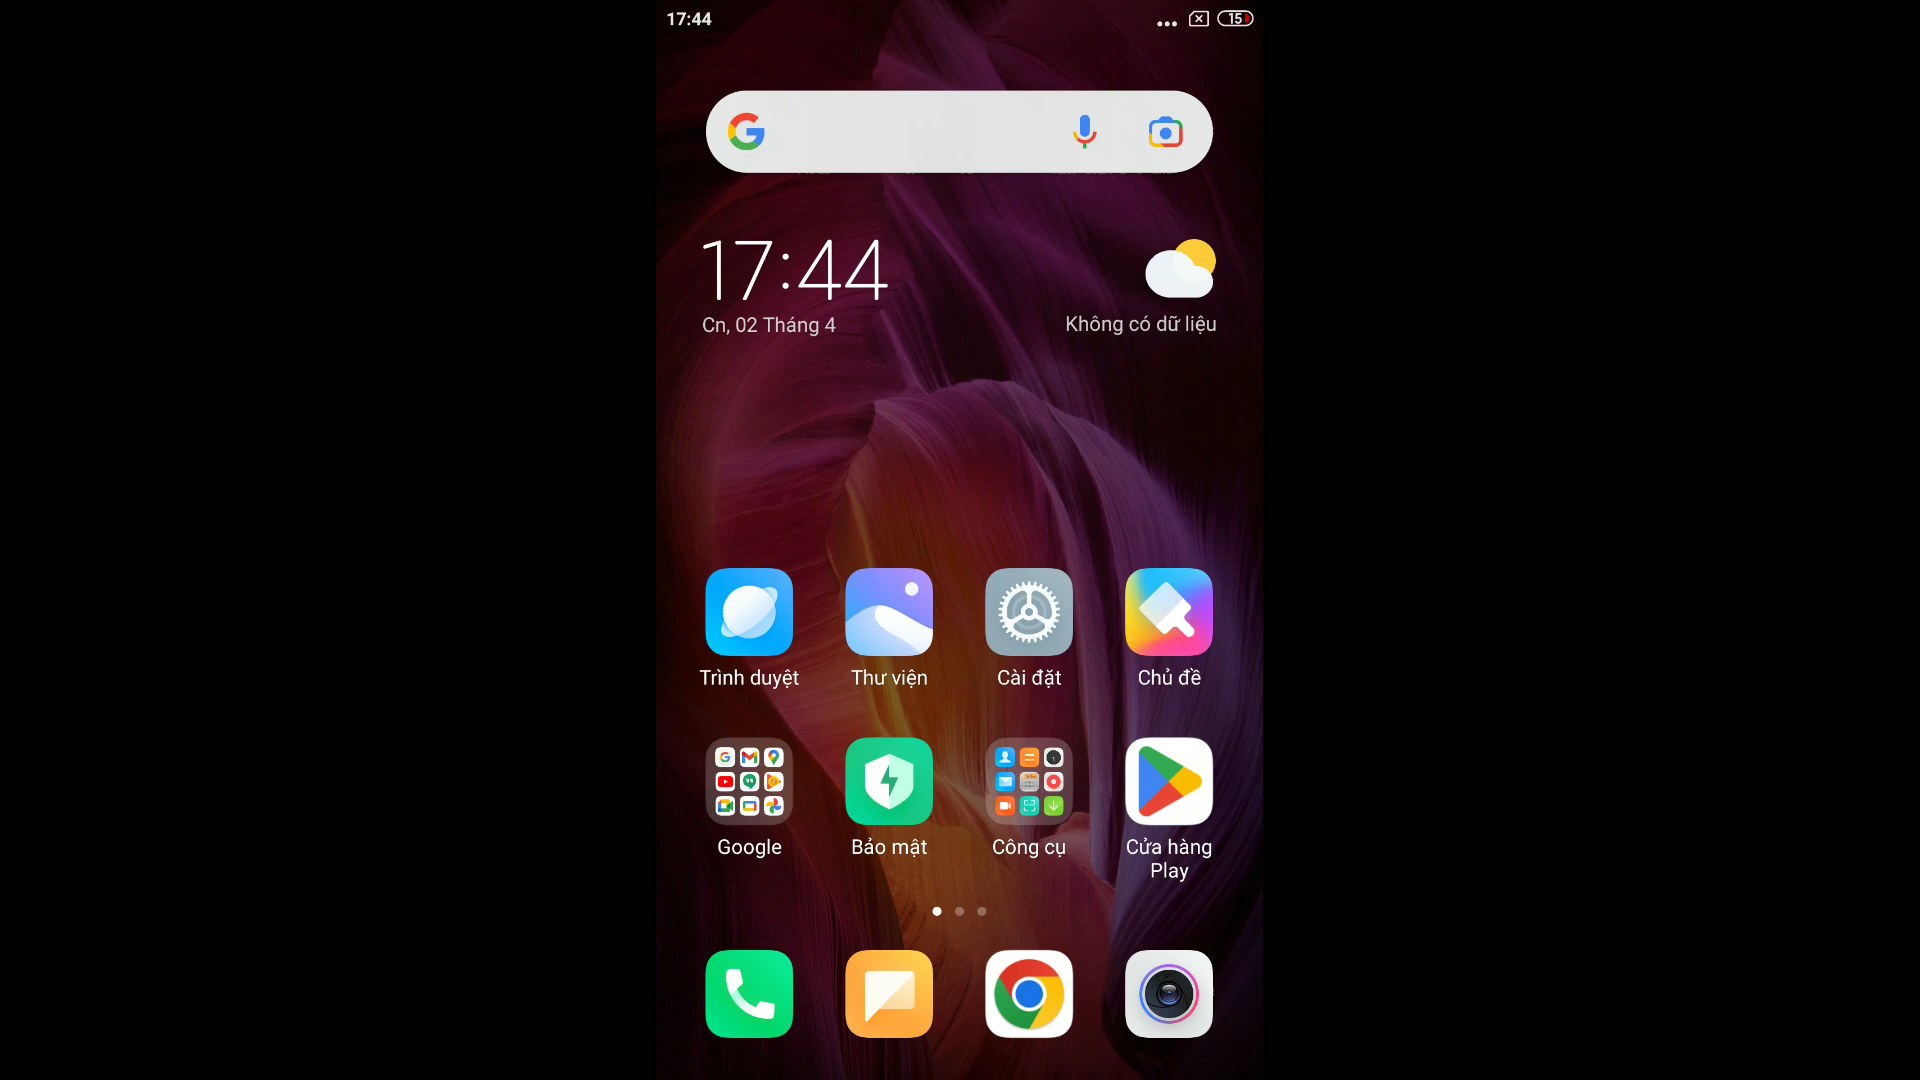 17:44
15
17:44
Cn, 02 Tháng 4
Không có dữ liệu
Trình duyệt
Thư viện
Cài đặt
Chủ đề
Google
Bảo mật
Công cụ
Cửa hàng
Play